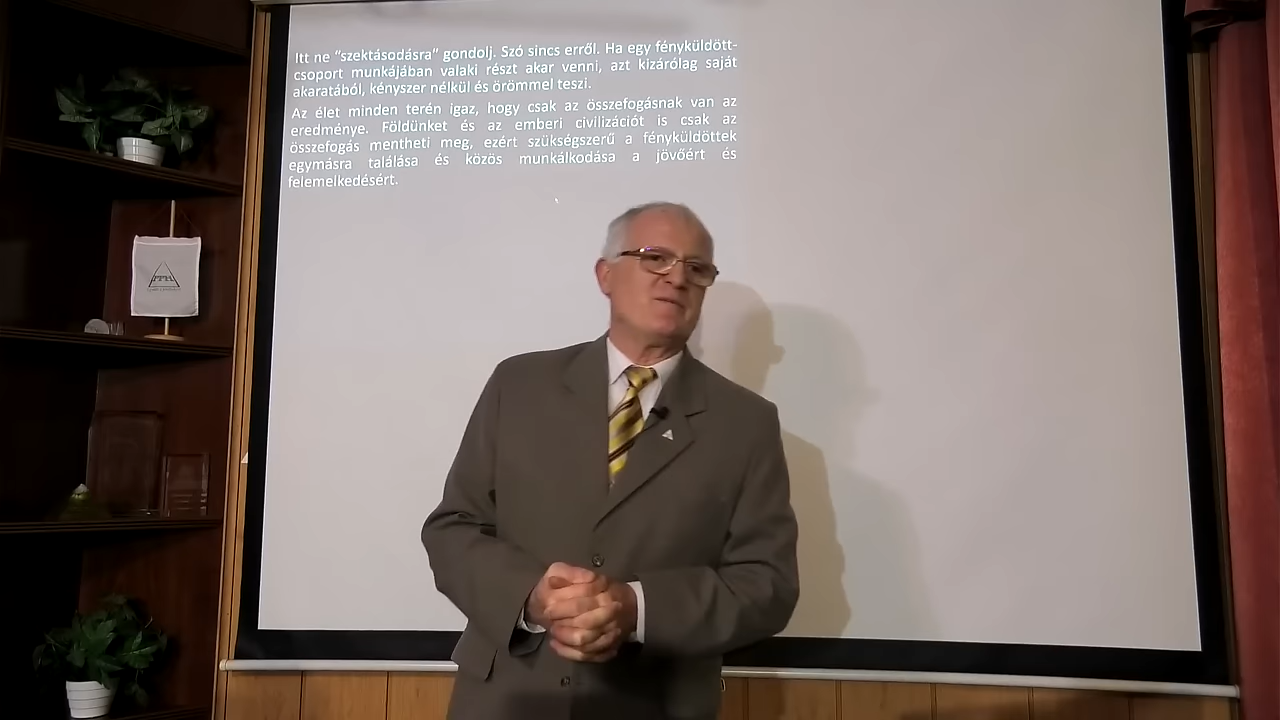 Itt ne "szektásodásra" gondolj. Szó sincs erről. Ha egy fényküldött-
csoport munkájában valaki részt akar venni, azt kizárólag saját
akaratából, kényszer nélkül és örömmel teszi.
Az élet minden terén igaz, hogy csak az összefogásnak van az
eredménye. Földünket és az emberi civilizációt is csak az
összefogás mentheti meg, ezért szükségszerű a fényküldöttek
egymásra találása és közös munkálkodása a jövőért és
felemelkedésért.